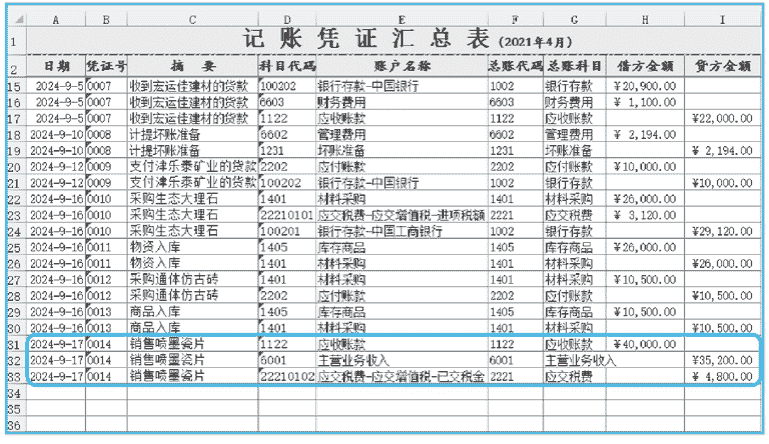 A B C D E F G H I
1 记账凭证汇总表 (2021年4月)
2 日期 凭证号 摘 要 科目代码 账户名称 总账代码 总账科目 借方金额 贷方金额
15 2024-9-5 0007 收到宏运佳建材的货款 100202 银行存款-中国银行 1002 银行存款 ¥20,900.00
16 2024-9-5 0007 收到宏运佳建材的货款 6603 财务费用 6603 财务费用 ¥ 1,100.00
17 2024-9-5 0007 收到宏运佳建材的货款 1122 应收账款 1122 应收账款 ¥22,000.00
18 2024-9-10 0008 计提坏账准备 6602 管理费用 6602 管理费用 ¥ 2,194.00
19 2024-9-10 0008 计提坏账准备 1231 坏账准备 1231 坏账准备 ¥ 2,194.00
20 2024-9-12 0009 支付津乐泰矿业的货款 2202 应付账款 2202 应付账款 ¥10,000.00
21 2024-9-12 0009 支付津乐泰矿业的货款 100202 银行存款-中国银行 1002 银行存款 ¥10,000.00
22 2024-9-16 0010 采购生态大理石 1401 材料采购 1401 材料采购 ¥26,000.00
23 2024-9-16 0010 采购生态大理石 22210101 应交税费-应交增值税-进项税额 2221 应交税费 ¥ 3,120.00
24 2024-9-16 0010 采购生态大理石 100201 银行存款-中国工商银行 1002 银行存款 ¥29,120.00
25 2024-9-16 0011 物资入库 1405 库存商品 1405 库存商品 ¥26,000.00
26 2024-9-16 0011 物资入库 1401 材料采购 1401 材料采购 ¥26,000.00
27 2024-9-16 0012 采购通体仿古砖 1401 材料采购 1401 材料采购 ¥10,500.00
28 2024-9-16 0012 采购通体仿古砖 2202 应付账款 2202 应付账款 ¥10,500.00
29 2024-9-16 0013 商品入库 1405 库存商品 1405 库存商品 ¥10,500.00
30 2024-9-16 0013 商品入库 1401 材料采购 1401 材料采购 ¥10,500.00
31 2024-9-17 0014 销售喷墨瓷片 1122 应收账款 1122 应收账款 ¥40,000.00
32 2024-9-17 0014 销售喷墨瓷片 6001 主营业务收入 6001 主营业务收入 ¥35,200.00
33 2024-9-17 0014 销售喷墨瓷片 22210102 应交税费-应交增值税-已交税金 2221 应交税费 ¥ 4,800.00
34
35
36